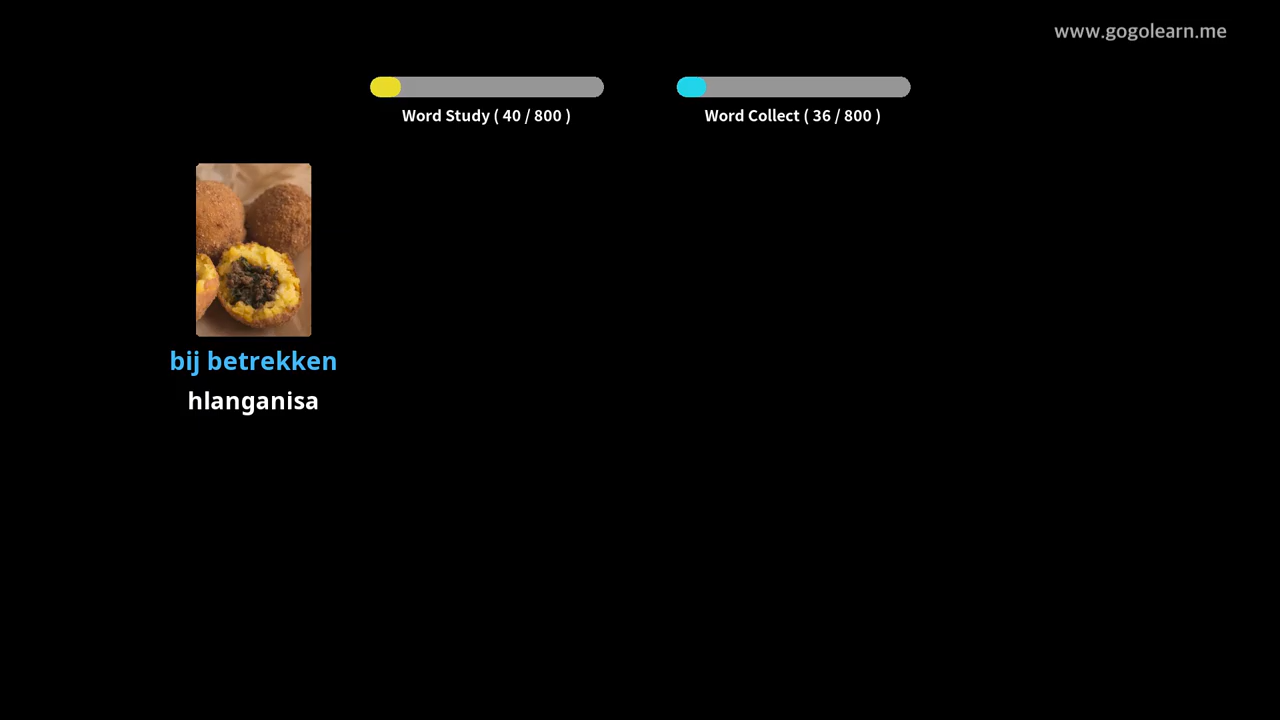 www.gogolearn.me
Word Study ( 40 / 800 )
Word Collect ( 36 / 800 )
bij betrekken
hlanganisa